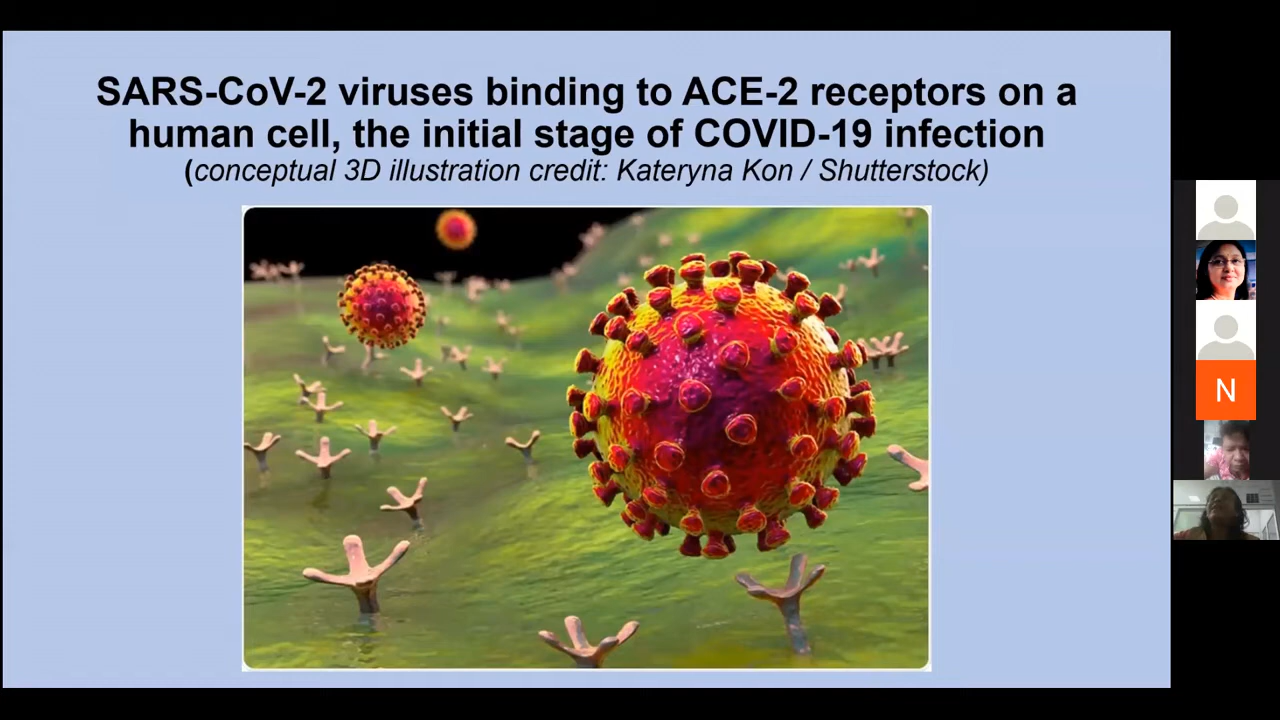 SARS-CoV-2 viruses binding to ACE-2 receptors on a
human cell, the initial stage of COVID-19 infection
(conceptual 3D illustration credit: Kateryna Kon / Shutterstock)
N